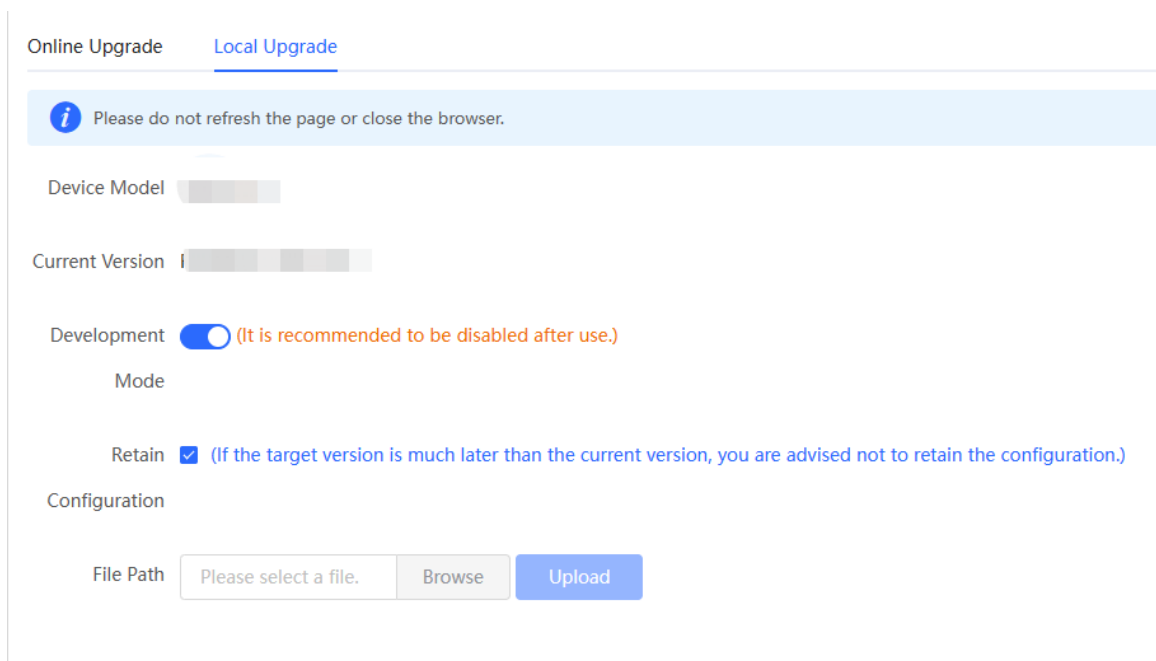 Online Upgrade Local Upgrade
i Please do not refresh the page or close the browser.
Device Model
Current Version
Development (It is recommended to be disabled after use.)
Mode
Retain (If the target version is much later than the current version, you are advised not to retain the configuration.)
Configuration
File Path Please select a file. Browse Upload